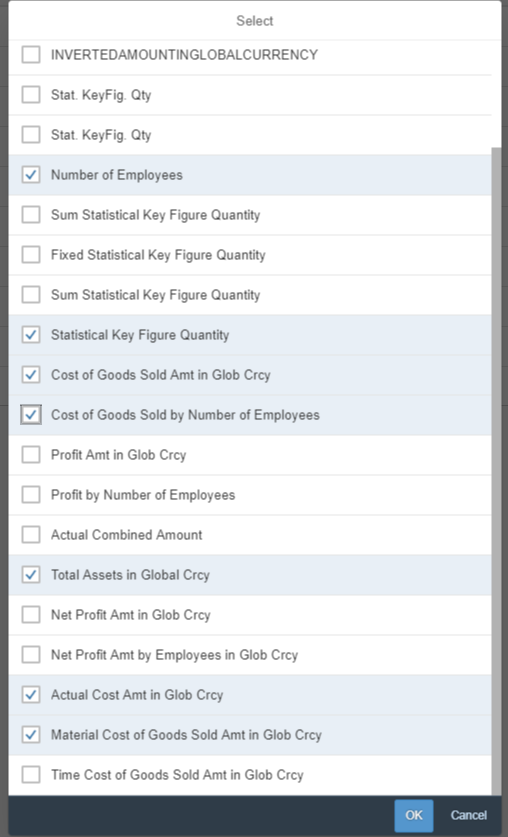 Select
INVERTEDAMOUNTINGLOBALCURRENCY
Stat. KeyFig. Qty
Stat. KeyFig. Qty
Number of Employees
Sum Statistical Key Figure Quantity
Fixed Statistical Key Figure Quantity
Sum Statistical Key Figure Quantity
Statistical Key Figure Quantity
Cost of Goods Sold Amt in Glob Crcy
Cost of Goods Sold by Number of Employees
Profit Amt in Glob Crcy
Profit by Number of Employees
Actual Combined Amount
Total Assets in Global Crcy
Net Profit Amt in Glob Crcy
Net Profit Amt by Employees in Glob Crcy
Actual Cost Amt in Glob Crcy
Material Cost of Goods Sold Amt in Glob Crcy
Time Cost of Goods Sold Amt in Glob Crcy
OK Cancel